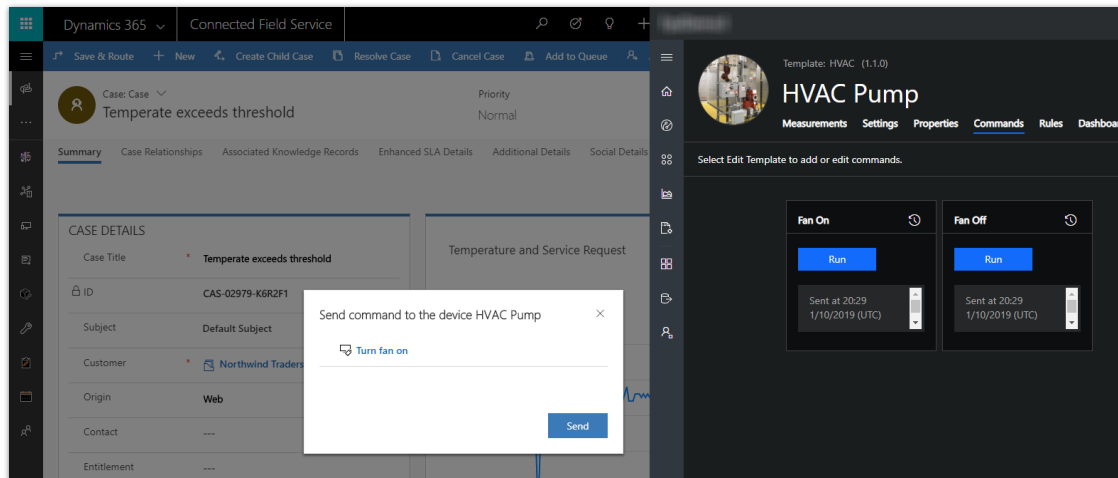 Dynamics 365
Connected Field Service
Save & Route
New
Create Child Case
Resolve Case
Cancel Case
Add to Queue
Case: Case
Temperate exceeds threshold
Priority
Normal
Summary
Case Relationships
Associated Knowledge Records
Enhanced SLA Details
Additional Details
Social Details
CASE DETAILS
Case Title * Temperate exceeds threshold
ID CAS-02979-K6R2F1
Subject Default Subject
Customer * Northwind Traders
Origin Web
Contact ---
Entitlement ---
Temperature and Service Request
Send command to the device HVAC Pump
Turn fan on
Send
Template: HVAC (1.1.0)
HVAC Pump
Measurements Settings Properties Commands Rules Dashboar
Select Edit Template to add or edit commands.
Fan On
Run
Sent at 20:29
1/10/2019 (UTC)
Fan Off
Run
Sent at 20:29
1/10/2019 (UTC)